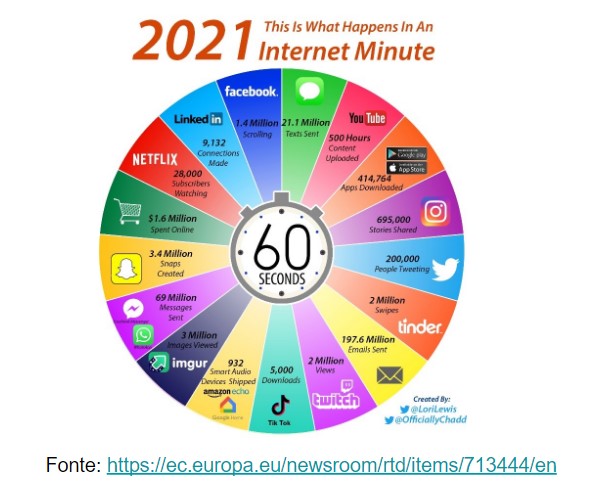 2021 This Is What Happens In An
Internet Minute
facebook.
1.4 Million
Scrolling
21.1 Million
Texts Sent
YouTube
500 Hours
Content
Uploaded
Google play
App Store
414,764
Apps Downloaded
695,000
Stories Shared
200,000
People Tweeting
2 Million
Swipes
tinder
197.6 Million
Emails Sent
2 Million
Views
twitch
5,000
Downloads
Tik Tok
932
Smart Audio
Devices Shipped
amazon echo
Google Home
3 Million
Images Viewed
imgur
69 Million
Messages
Sent
3.4 Million
Snaps
Created
$1.6 Million
Spent Online
NETFLIX
28,000
Subscribers
Watching
LinkedIn
9,132
Connections
Made
60
SECONDS
Created By:
@LoriLewis
@OfficiallyChadd
Fonte: https://ec.europa.eu/newsroom/rtd/items/713444/en